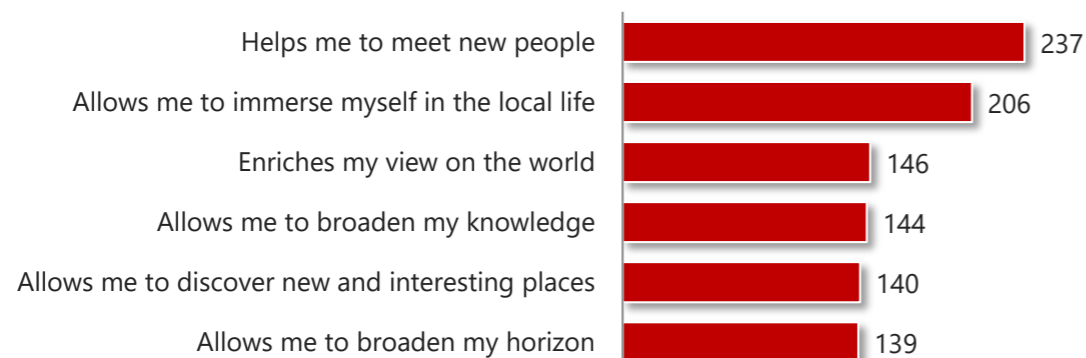 Helps me to meet new people 237
Allows me to immerse myself in the local life 206
Enriches my view on the world 146
Allows me to broaden my knowledge 144
Allows me to discover new and interesting places 140
Allows me to broaden my horizon 139